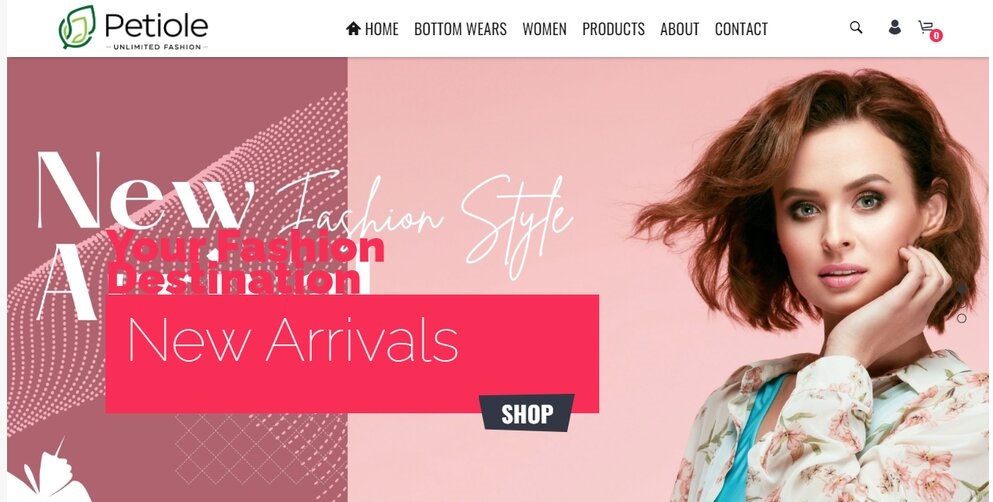 Petiole
UNLIMITED FASHION
HOME BOTTOM WEARS WOMEN PRODUCTS ABOUT CONTACT
0
New
Fashion Style
Your Fashion
Destination
New Arrivals
SHOP